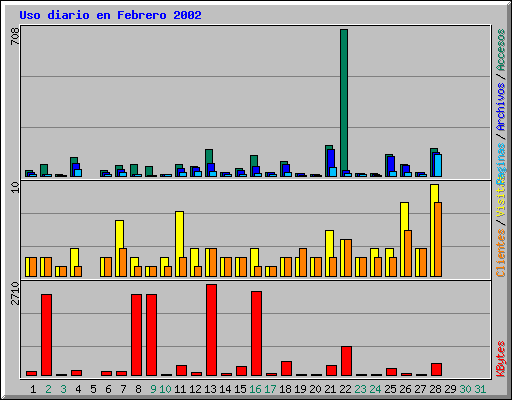 Uso diario en Febrero 2002
708
10
2710
Clientes / Visitas
Paginas / Archivos / Accesos
KBytes
1 2 3 4 5 6 7 8 9 10 11 12 13 14 15 16 17 18 19 20 21 22 23 24 25 26 27 28 29 30 31